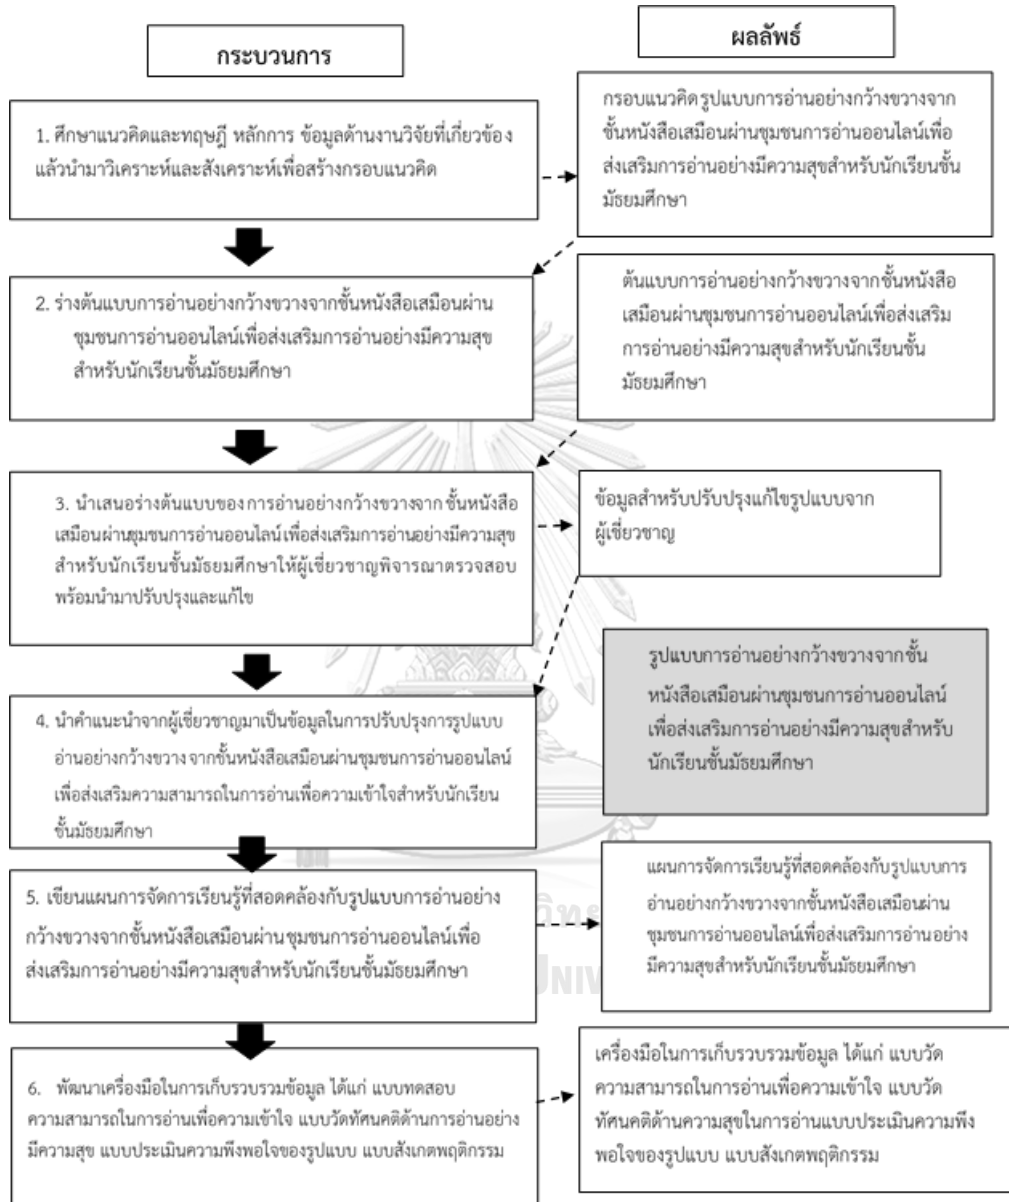 กระบวนการ
ผลลัพธ์
1. ศึกษาแนวคิดและทฤษฎี หลักการ ข้อมูลด้านงานวิจัยที่เกี่ยวข้อง
แล้วนำมาวิเคราะห์และสังเคราะห์เพื่อสร้างกรอบแนวคิด
กรอบแนวคิดรูปแบบการอ่านอย่างกว้างขวางจาก
ชั้นหนังสือเสมือนผ่านชุมชนการอ่านออนไลน์เพื่อ
ส่งเสริมการอ่านอย่างมีความสุขสำหรับนักเรียนชั้น
มัธยมศึกษา
2. ร่างต้นแบบการอ่านอย่างกว้างขวางจากชั้นหนังสือเสมือนผ่าน
ชุมชนการอ่านออนไลน์เพื่อส่งเสริมการอ่านอย่างมีความสุข
สำหรับนักเรียนชั้นมัธยมศึกษา
ต้นแบบการอ่านอย่างกว้างขวางจากชั้นหนังสือ
เสมือนผ่านชุมชนการอ่านออนไลน์เพื่อส่งเสริม
การอ่านอย่างมีความสุขสำหรับนักเรียนชั้น
มัธยมศึกษา
3. นำเสนอร่างต้นแบบของการอ่านอย่างกว้างขวางจาก ชั้นหนังสือ
เสมือนผ่านชุมชนการอ่านออนไลน์เพื่อส่งเสริมการอ่านอย่างมีความสุข
สำหรับนักเรียนชั้นมัธยมศึกษาให้ผู้เชี่ยวชาญพิจารณาตรวจสอบ
พร้อมนำมาปรับปรุงและแก้ไข
ข้อมูลสำหรับปรับปรุงแก้ไขรูปแบบจาก
ผู้เชี่ยวชาญ
รูปแบบการอ่านอย่างกว้างขวางจากชั้น
หนังสือเสมือนผ่านชุมชนการอ่านออนไลน์
เพื่อส่งเสริมการอ่านอย่างมีความสุขสำหรับ
นักเรียนชั้นมัธยมศึกษา
4. นำคำแนะนำจากผู้เชี่ยวชาญมาเป็นข้อมูลในการปรับปรุงการรูปแบบ
อ่านอย่างกว้างขวาง จากชั้นหนังสือเสมือนผ่านชุมชนการอ่านออนไลน์
เพื่อส่งเสริมความสามารถในการอ่านเพื่อความเข้าใจสำหรับนักเรียน
ชั้นมัธยมศึกษา
5. เขียนแผนการจัดการเรียนรู้ที่สอดคล้องกับรูปแบบการอ่านอย่าง
กว้างขวางจากชั้นหนังสือเสมือนผ่าน ชุมชนการอ่านออนไลน์เพื่อ
ส่งเสริมการอ่านอย่างมีความสุขสำหรับนักเรียนชั้นมัธยมศึกษา
แผนการจัดการเรียนรู้ที่สอดคล้องกับรูปแบบการ
อ่านอย่างกว้างขวางจากชั้นหนังสือเสมือนผ่าน
ชุมชนการอ่านออนไลน์เพื่อส่งเสริมการอ่านอย่าง
มีความสุขสำหรับนักเรียนชั้นมัธยมศึกษา
6. พัฒนาเครื่องมือในการเก็บรวบรวมข้อมูล ได้แก่ แบบทดสอบ
ความสามารถในการอ่านเพื่อความเข้าใจ แบบวัดทัศนคติด้านการอ่านอย่าง
มีความสุข แบบประเมินความพึงพอใจของรูปแบบ แบบสังเกตพฤติกรรม
เครื่องมือในการเก็บรวบรวมข้อมูล ได้แก่ แบบวัด
ความสามารถในการอ่านเพื่อความเข้าใจ แบบวัด
ทัศนคติด้านความสุขในการอ่านแบบประเมินความพึง
พอใจของรูปแบบ แบบสังเกตพฤติกรรม